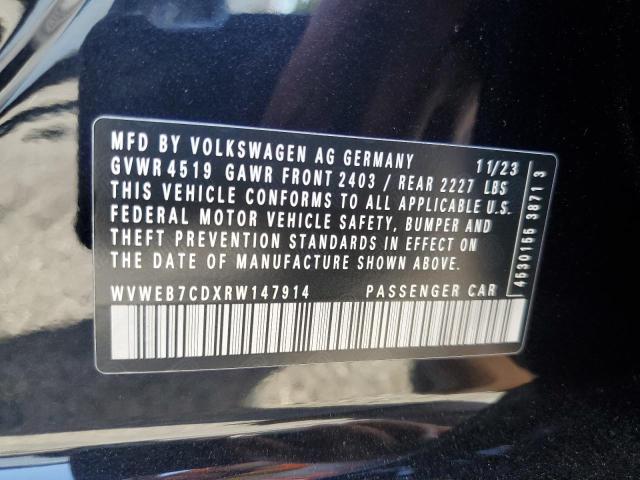 MFD BY VOLKSWAGEN AG GERMANY 11/23
GVWR 4519 GAWR FRONT 2403 / REAR 2227 LBS
THIS VEHICLE CONFORMS TO ALL APPLICABLE U.S.
FEDERAL MOTOR VEHICLE SAFETY, BUMPER AND
THEFT PREVENTION STANDARDS IN EFFECT ON
THE DATE OF MANUFACTURE SHOWN ABOVE.
WVWEB7CDXRW147914 PASSENGER CAR
4530155 3871 3